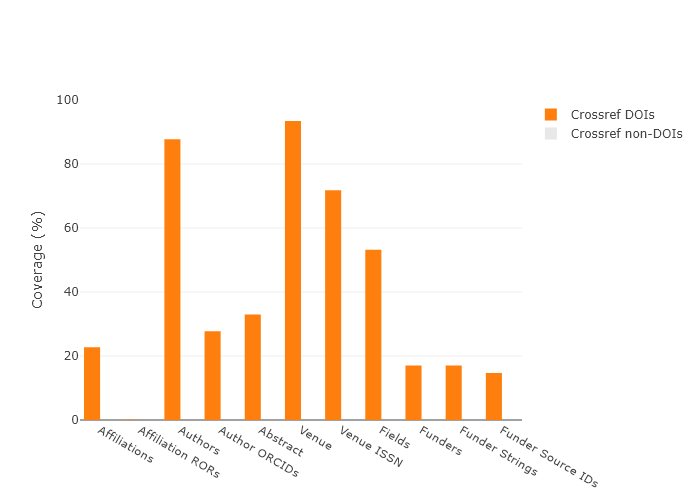 100
80
60
40
20
0
Coverage (%)
Affiliations
Affiliation RORs
Authors
Author ORCIDs
Abstract
Venue
Venue ISSN
Fields
Funders
Funder Strings
Funder Source IDs
Crossref DOIs
Crossref non-DOIs